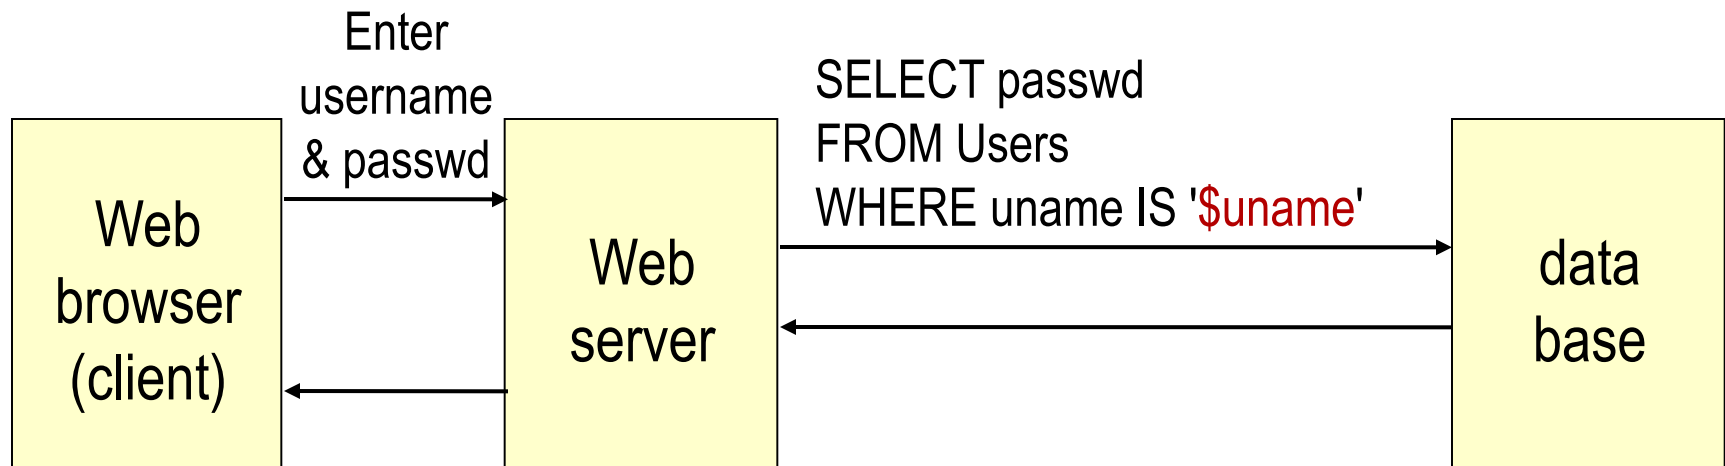 Enter
username
& passwd
SELECT passwd
FROM Users
WHERE uname IS '$uname'
Web
browser
(client)
Web
server
data
base